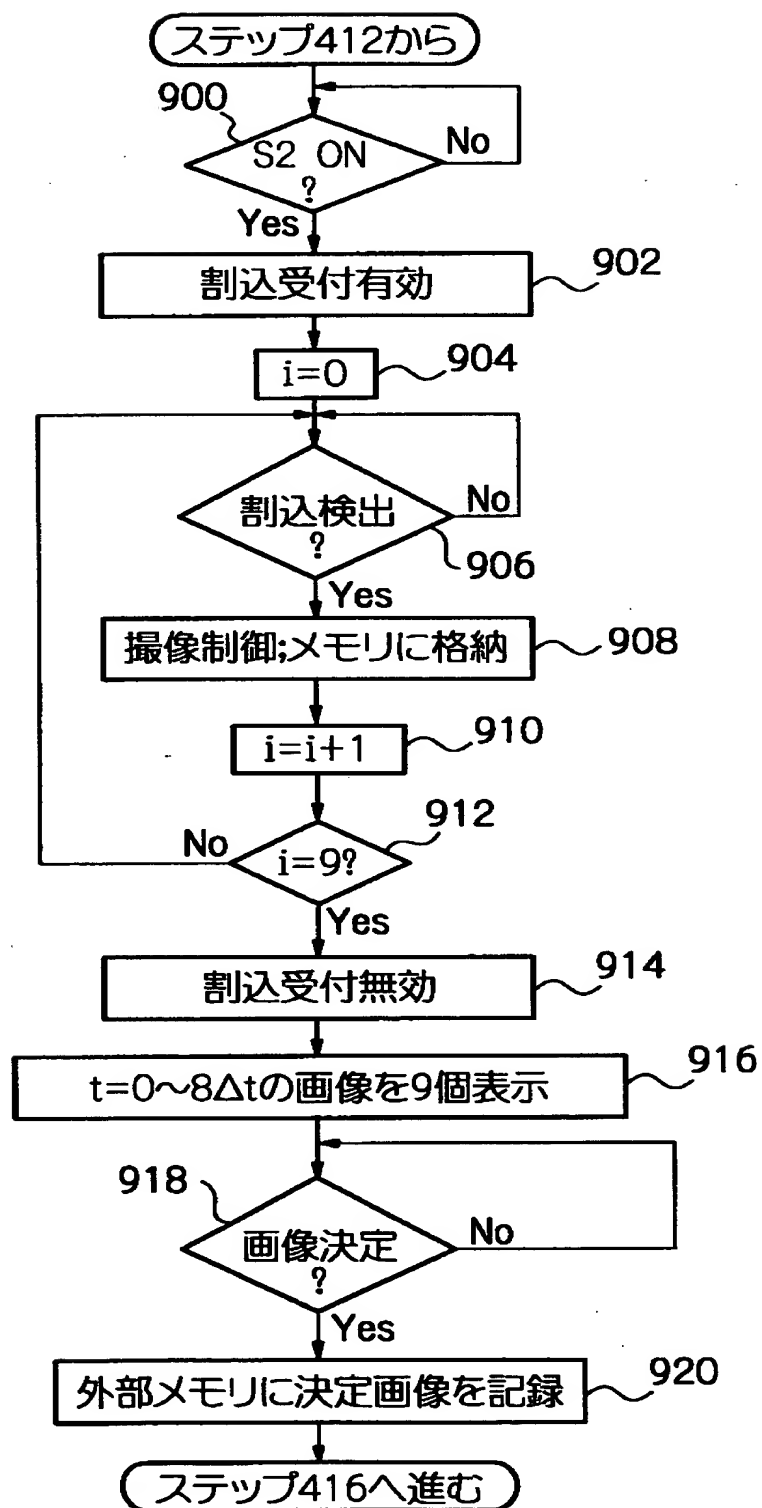 ステップ412から
900
S2 ON
?
No
Yes
割込受付有効
902
i=0
904
割込検出
?
No
906
Yes
撮像制御;メモリに格納
908
i=i+1
910
912
No
i=9?
Yes
割込受付無効
914
t=0〜8Δtの画像を9個表示
916
918
画像決定
?
No
Yes
外部メモリに決定画像を記録
920
ステップ416へ進む